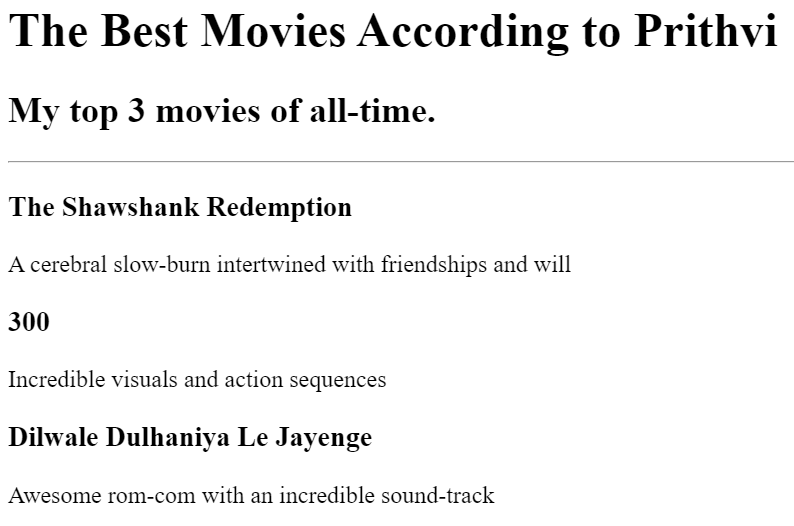 The Best Movies According to Prithvi
My top 3 movies of all-time.
The Shawshank Redemption
A cerebral slow-burn intertwined with friendships and will
300
Incredible visuals and action sequences
Dilwale Dulhaniya Le Jayenge
Awesome rom-com with an incredible sound-track